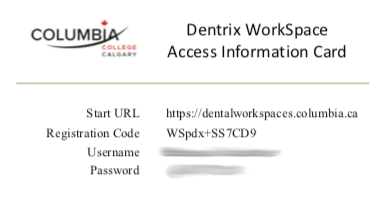 COLUMBIA
COLLEGE
CALGARY
Dentrix WorkSpace
Access Information Card
Start URL https://dentalworkspaces.columbia.ca
Registration Code WSpdx+SS7CD9
Username
Password